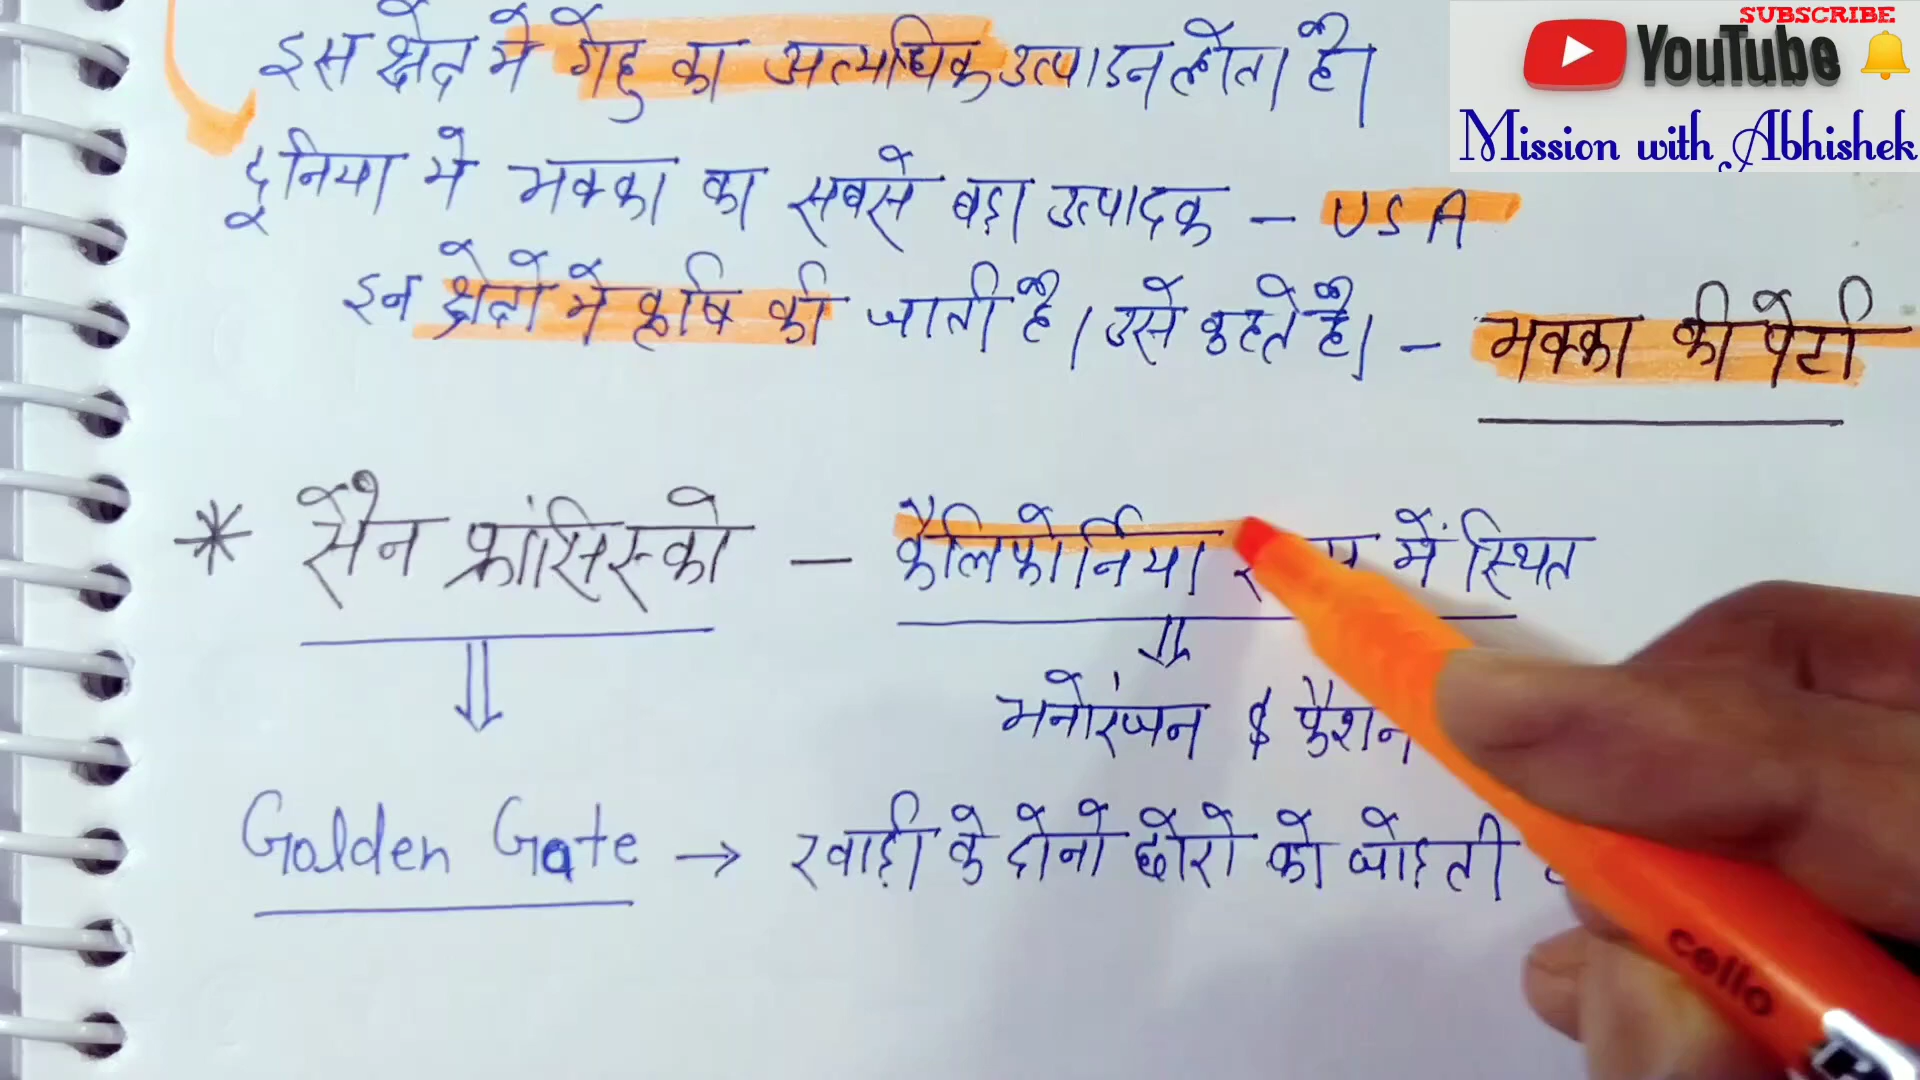 इस क्षेत्र में गेहु का अत्यधिक उत्पादन होता है।
दुनिया मे मक्का का सबसे बड़ा उत्पादक – USA
इन क्षेत्रों में कृषि की जाती है। उसे कहते है। – मक्का की पेटी
* सैन फ्रांसिस्को – कैलिफोर्निया में स्थित
मनोरंजन & फैशन
Golden Gate → खाड़ी के दोनो छोरो को जोड़ती
SUBSCRIBE
YouTube
Mission with Abhishek
cello